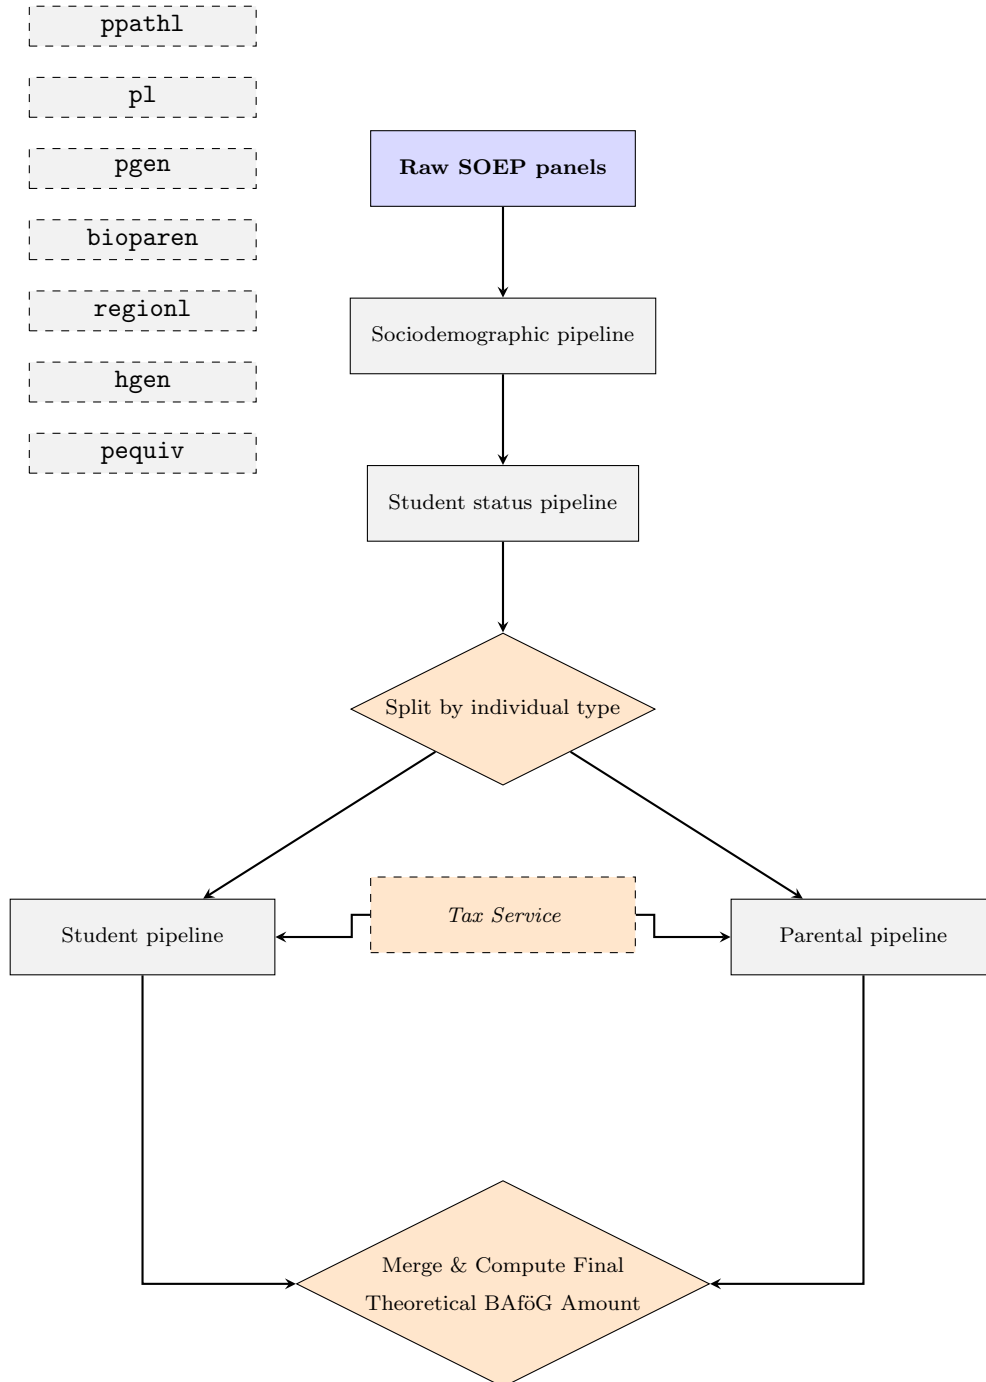 ppathl
pl
pgen
bioparen
regionl
hgen
pequiv
Raw SOEP panels
Sociodemographic pipeline
Student status pipeline
Split by individual type
Student pipeline
Tax Service
Parental pipeline
Merge & Compute Final
Theoretical BAföG Amount